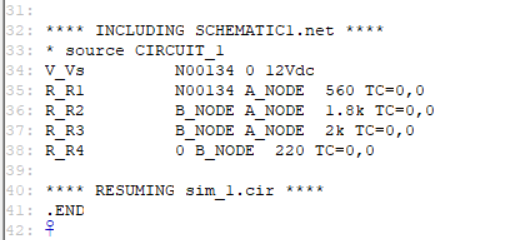 31:
32: **** INCLUDING SCHEMATIC1.net ****
33: * source CIRCUIT_1
34: V_Vs         N00134 0 12Vdc
35: R_R1         N00134 A_NODE  560 TC=0,0
36: R_R2         B_NODE A_NODE  1.8k TC=0,0
37: R_R3         B_NODE A_NODE  2k TC=0,0
38: R_R4         0 B_NODE  220 TC=0,0
39:
40: **** RESUMING sim_1.cir ****
41: .END
42: ♀